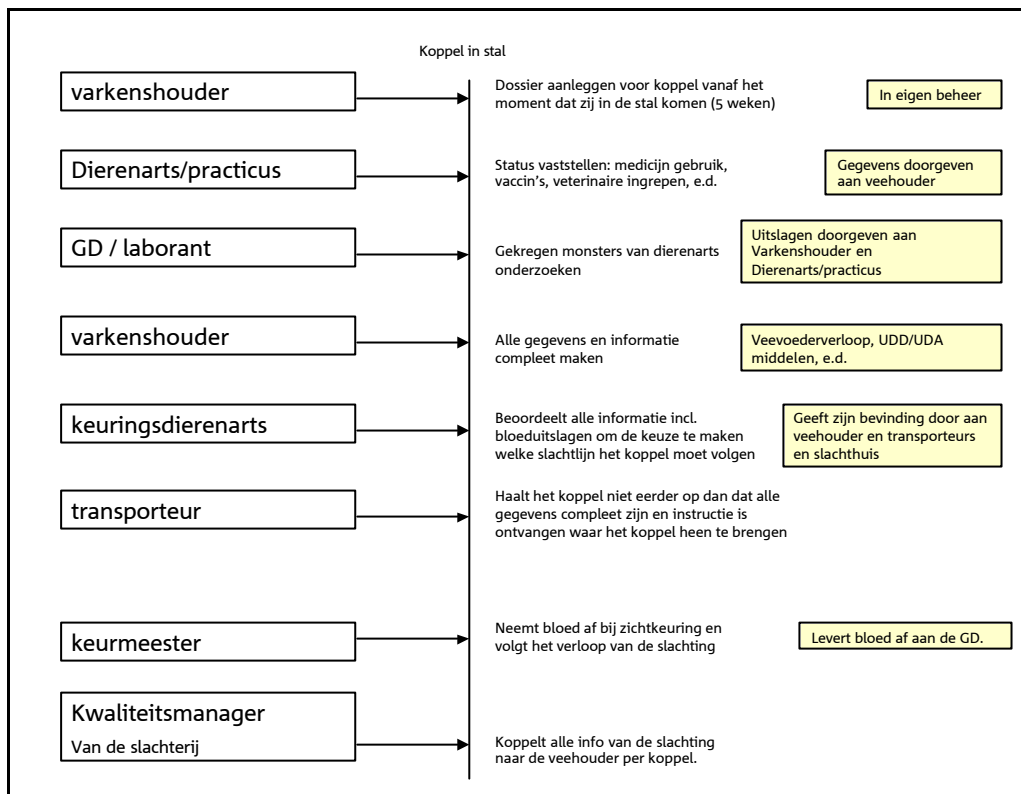 Koppel in stal
varkenshouder
Dossier aanleggen voor koppel vanaf het
moment dat zij in de stal komen (5 weken)
In eigen beheer
Dierenarts/practicus
Status vaststellen: medicijn gebruik,
vaccin's, veterinaire ingrepen, e.d.
Gegevens doorgeven
aan veehouder
GD / laborant
Gekregen monsters van dierenarts
onderzoeken
Uitslagen doorgeven aan
Varkenshouder en
Dierenarts/practicus
varkenshouder
Alle gegevens en informatie
compleet maken
Veevoederverloop, UDD/UDA
middelen, e.d.
keuringsdierenarts
Beoordeelt alle informatie incl.
bloeduitslagen om de keuze te maken
welke slachtlijn het koppel moet volgen
Geeft zijn bevinding door aan
veehouder en transporteurs
en slachthuis
transporteur
Haalt het koppel niet eerder op dan dat alle
gegevens compleet zijn en instructie is
ontvangen waar het koppel heen te brengen
keurmeester
Neemt bloed af bij zichtkeuring en
volgt het verloop van de slachting
Levert bloed af aan de GD.
Kwaliteitsmanager
Van de slachterij
Koppelt alle info van de slachting
naar de veehouder per koppel.